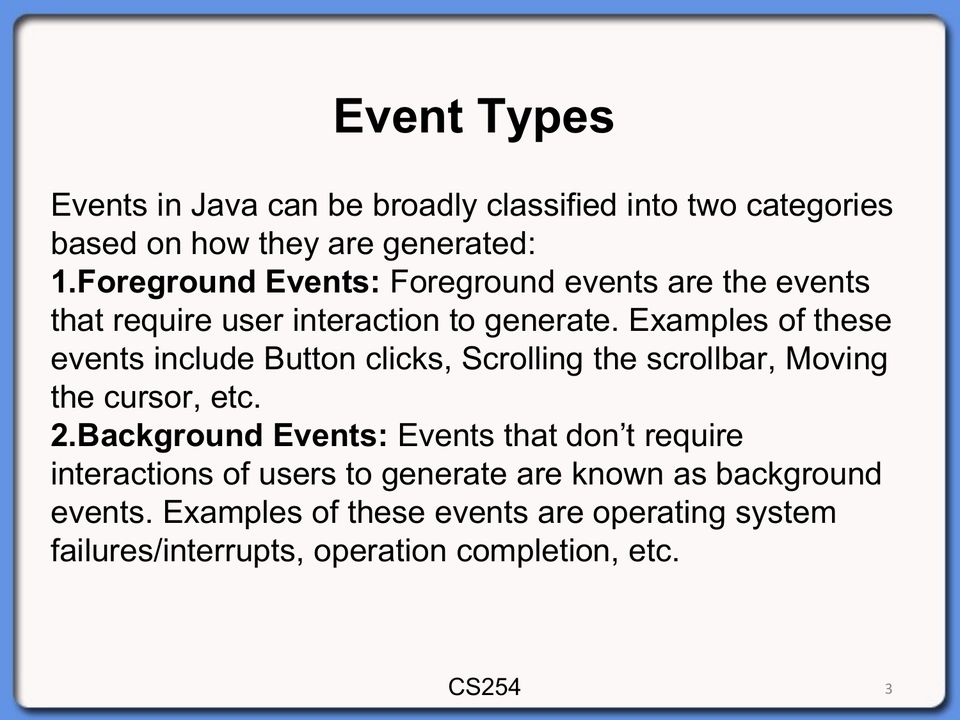 Event Types
Events in Java can be broadly classified into two categories
based on how they are generated:
1.Foreground Events: Foreground events are the events
that require user interaction to generate. Examples of these
events include Button clicks, Scrolling the scrollbar, Moving
the cursor, etc.
2.Background Events: Events that don’t require
interactions of users to generate are known as background
events. Examples of these events are operating system
failures/interrupts, operation completion, etc.
CS254
3